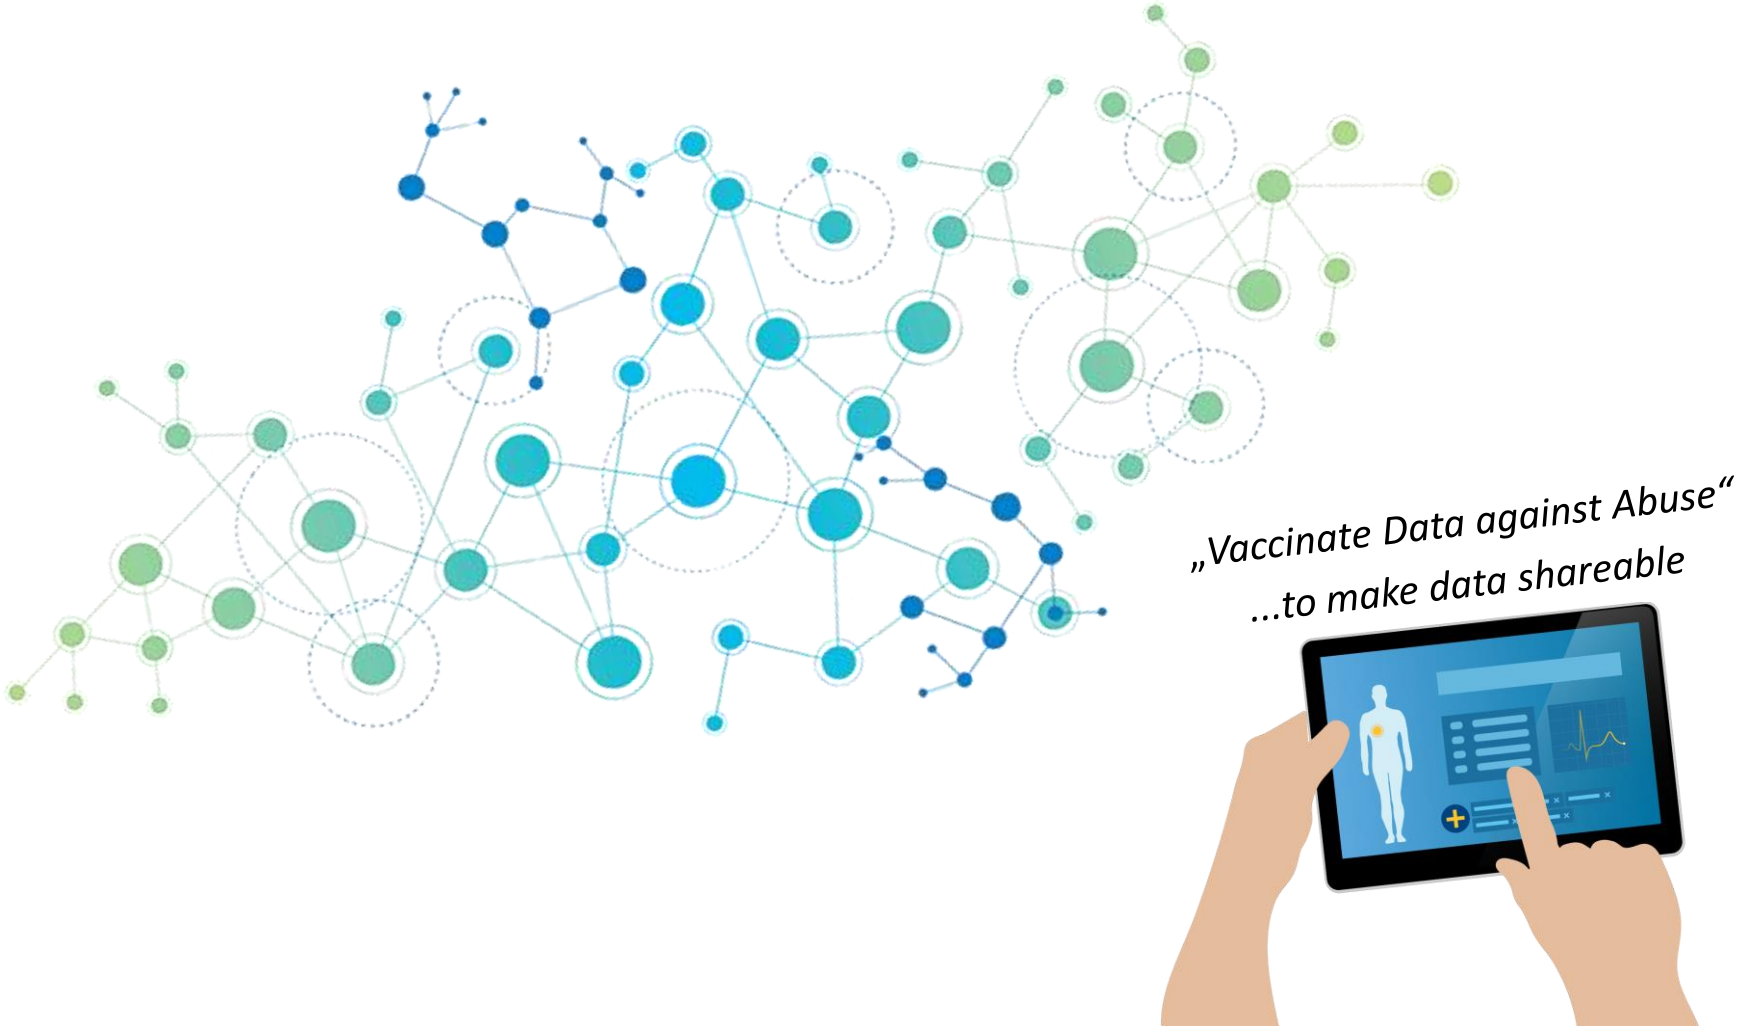 „Vaccinate Data against Abuse“
...to make data shareable